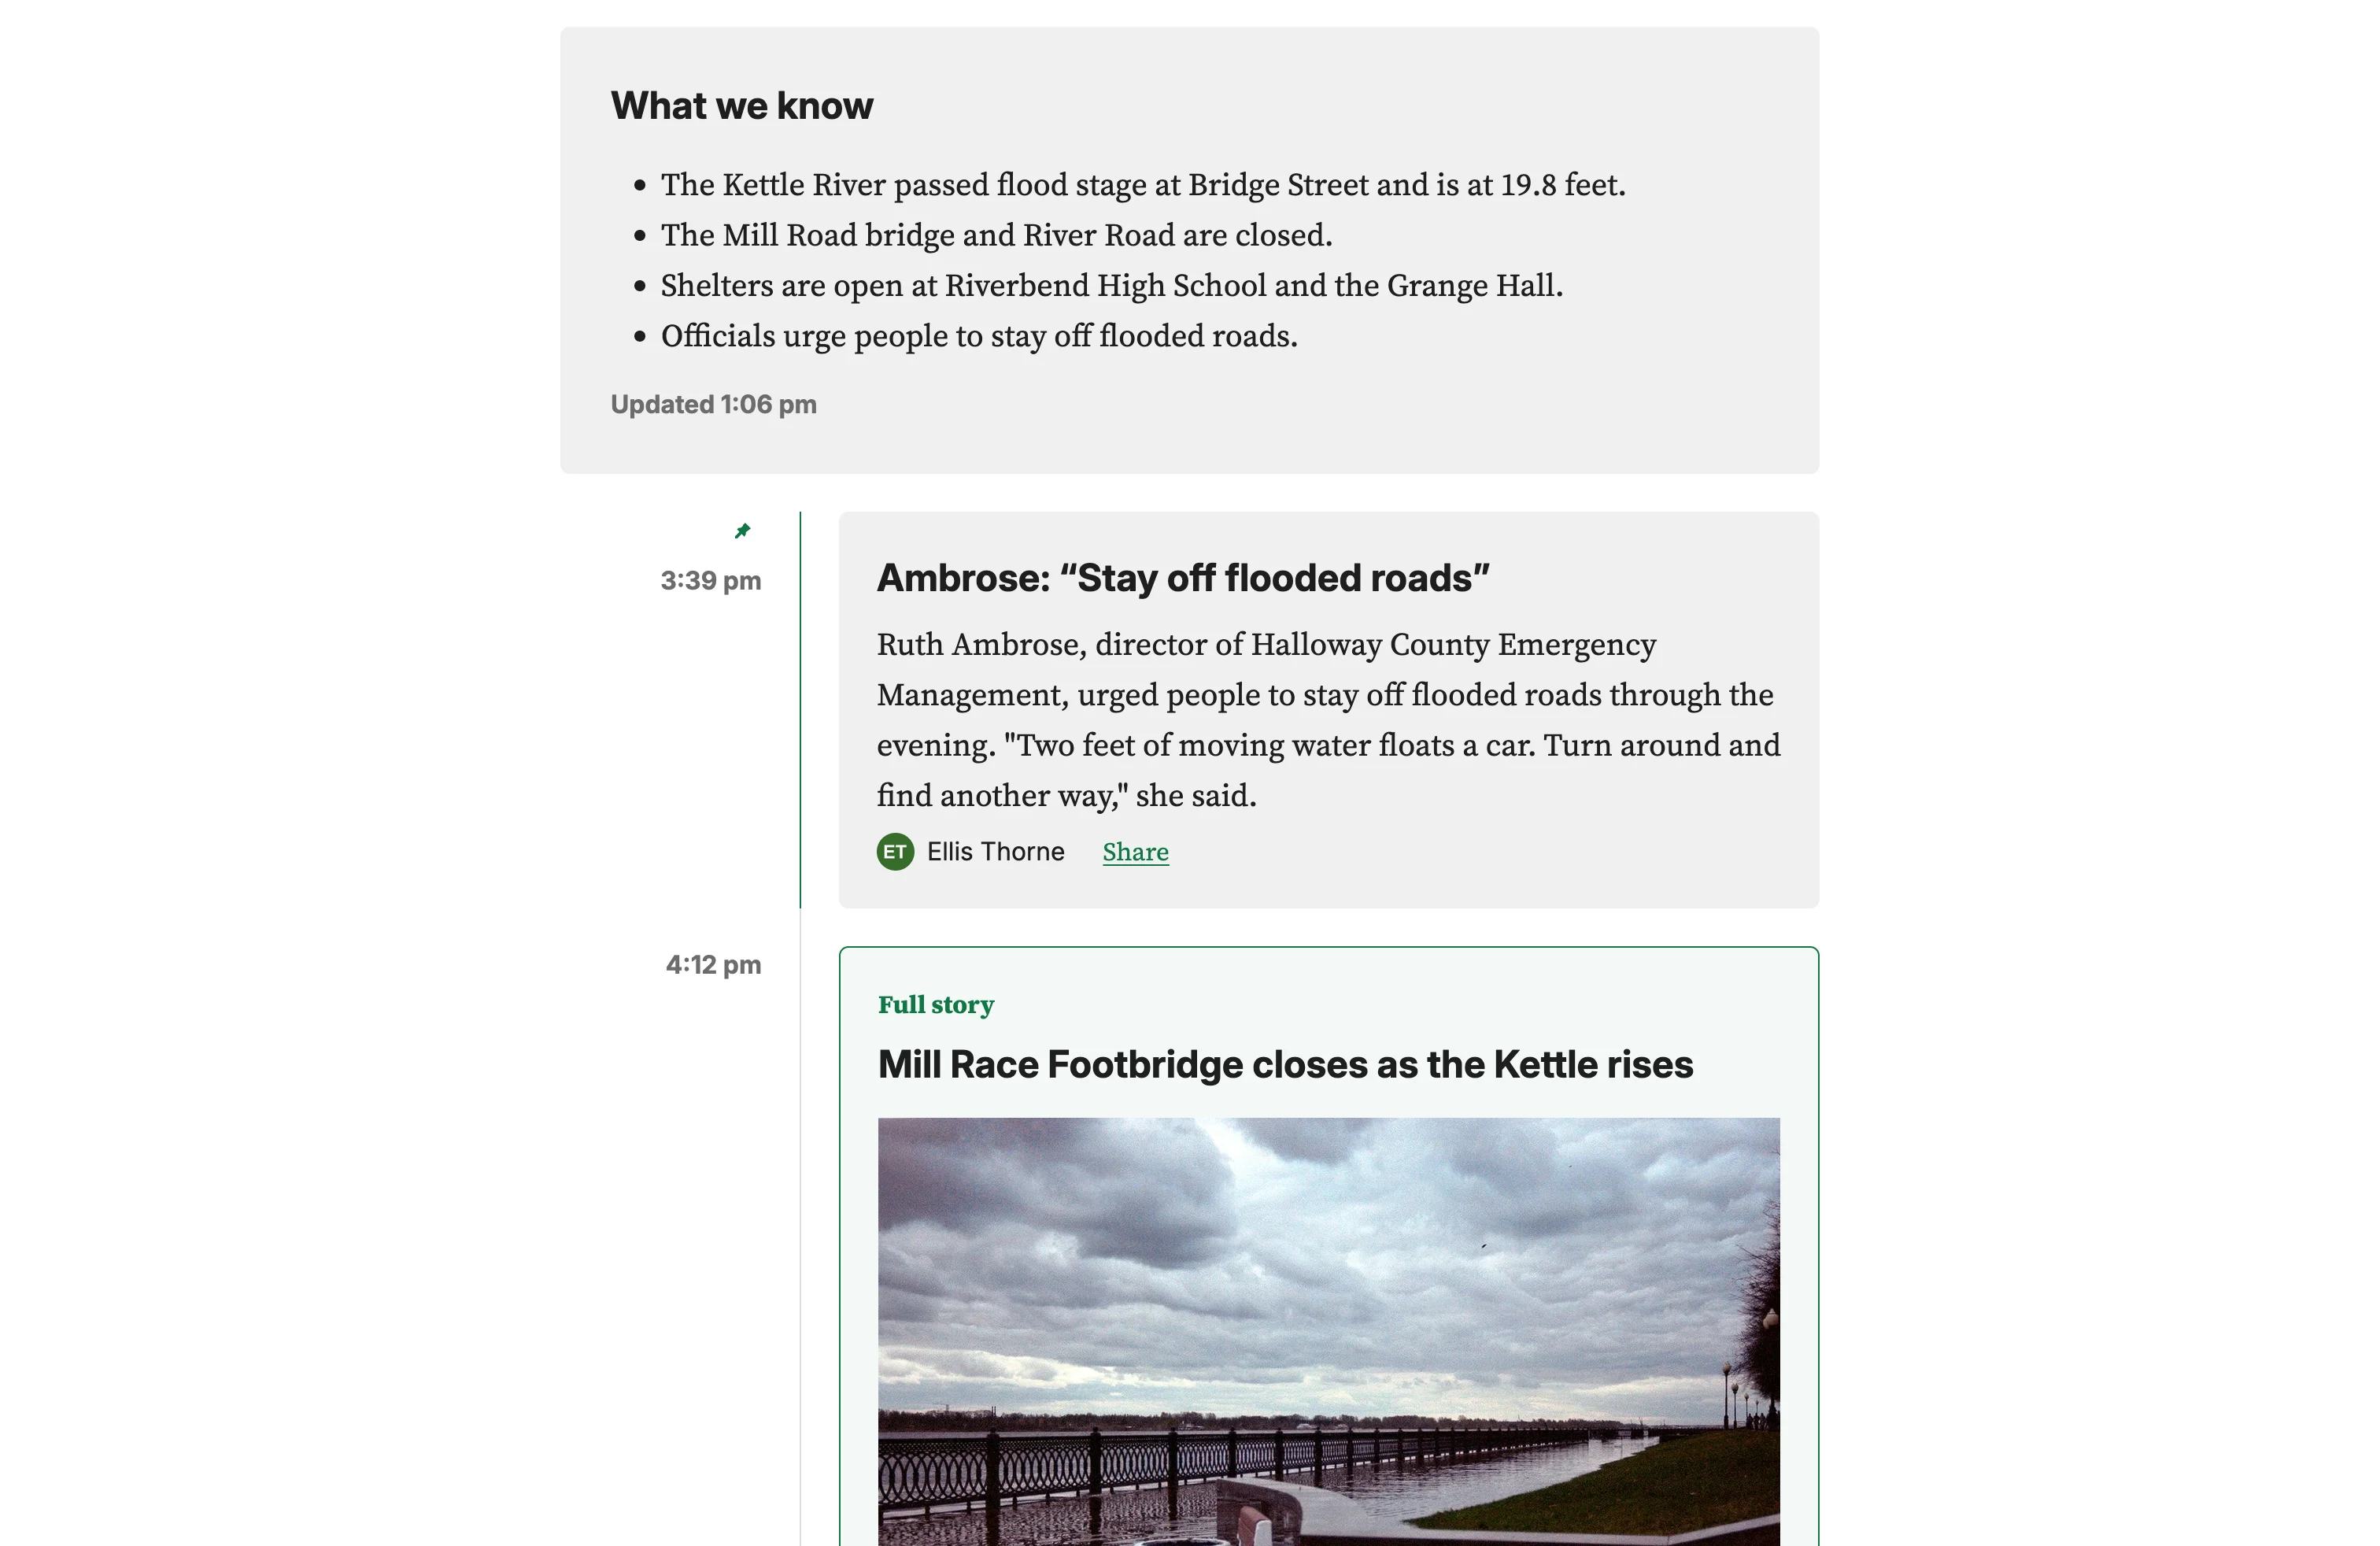 What we know
The Kettle River passed flood stage at Bridge Street and is at 19.8 feet.
The Mill Road bridge and River Road are closed.
Shelters are open at Riverbend High School and the Grange Hall.
Officials urge people to stay off flooded roads.
Updated 1:06 pm
3:39 pm
Ambrose: “Stay off flooded roads”
Ruth Ambrose, director of Halloway County Emergency
Management, urged people to stay off flooded roads through the
evening. "Two feet of moving water floats a car. Turn around and
find another way," she said.
ET Ellis Thorne Share
4:12 pm
Full story
Mill Race Footbridge closes as the Kettle rises